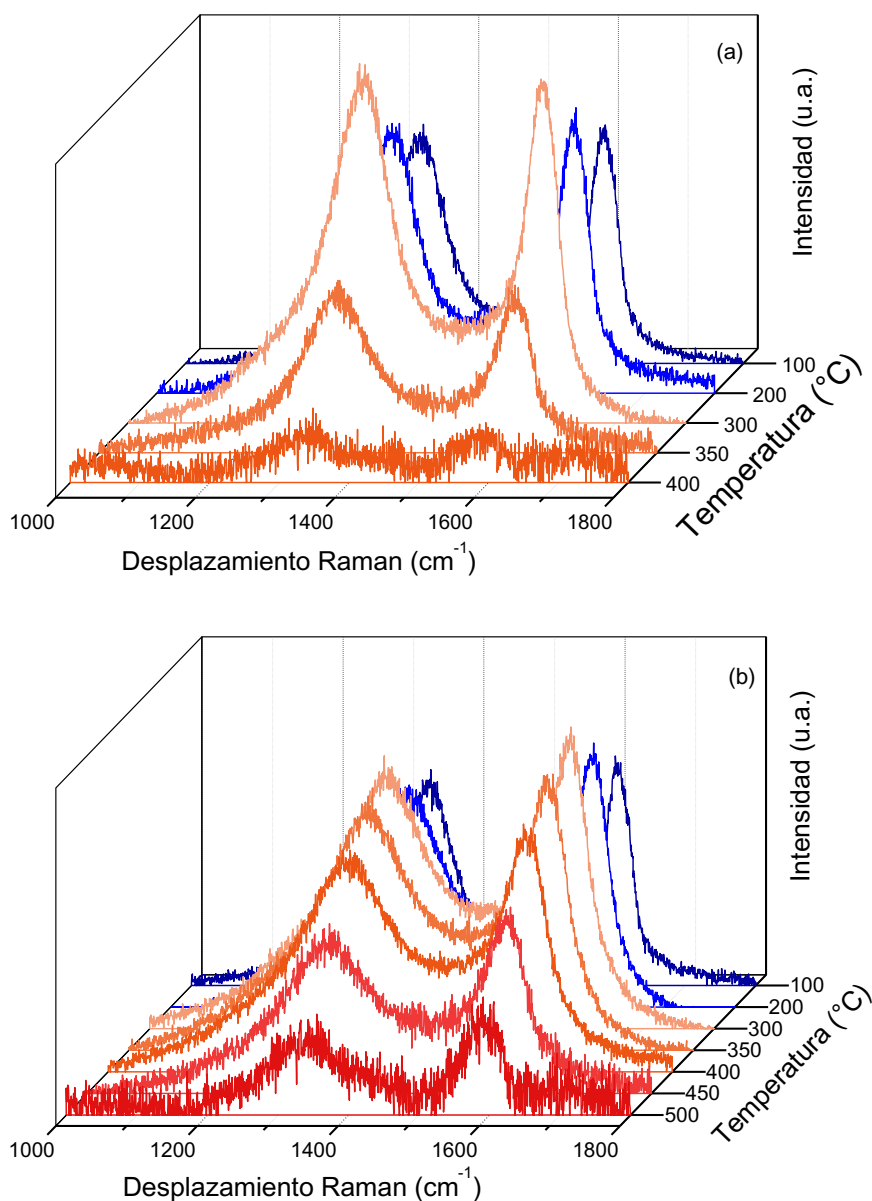 (a)
Intensidad (u.a.)
100
200
300
350
400
Temperatura (°C)
1000
1200
1400
1600
1800
Desplazamiento Raman (cm⁻¹)
(b)
Intensidad (u.a.)
100
200
300
350
400
450
500
Temperatura (°C)
1000
1200
1400
1600
1800
Desplazamiento Raman (cm⁻¹)